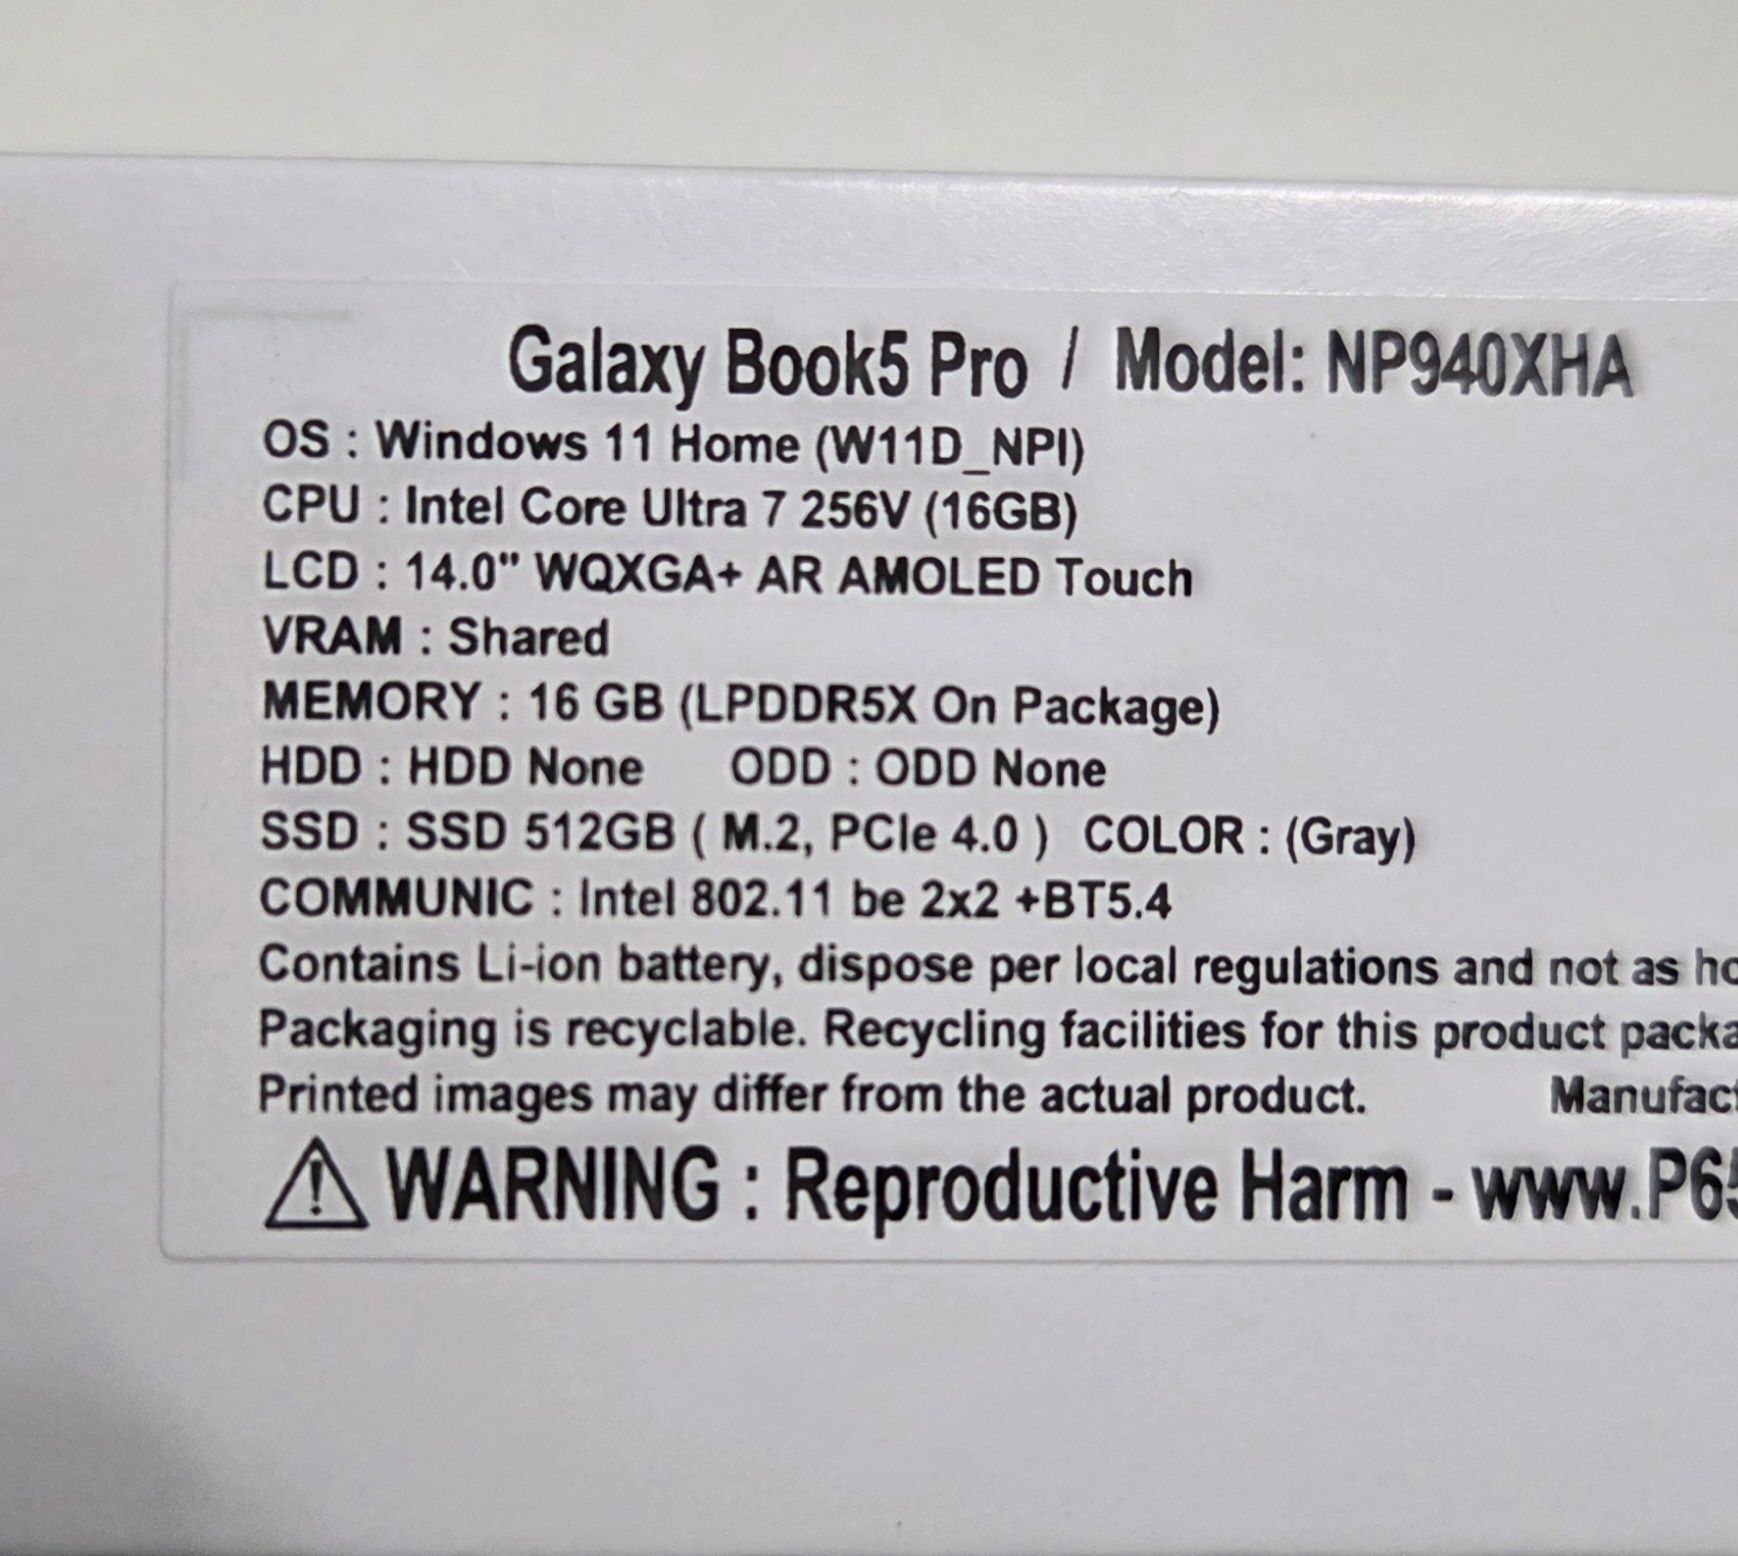 Galaxy Book5 Pro / Model: NP940XHA
OS : Windows 11 Home (W11D_NPI)
CPU : Intel Core Ultra 7 256V (16GB)
LCD : 14.0" WQXGA+ AR AMOLED Touch
VRAM : Shared
MEMORY : 16 GB (LPDDR5X On Package)
HDD : HDD None ODD : ODD None
SSD : SSD 512GB ( M.2, PCIe 4.0 ) COLOR : (Gray)
COMMUNIC : Intel 802.11 be 2x2 +BT5.4
Contains Li-ion battery, dispose per local regulations and not as
Packaging is recyclable. Recycling facilities for this product
Printed images may differ from the actual product.
⚠ WARNING : Reproductive Harm -